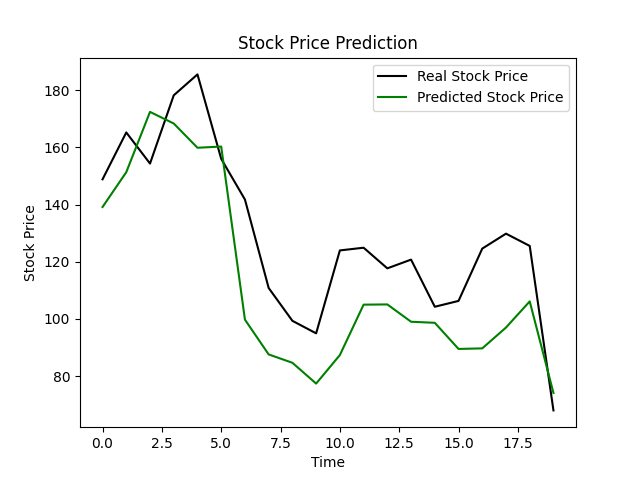 Stock Price Prediction
Real Stock Price
Predicted Stock Price
Stock Price
180
160
140
120
100
80
0.0 2.5 5.0 7.5 10.0 12.5 15.0 17.5
Time